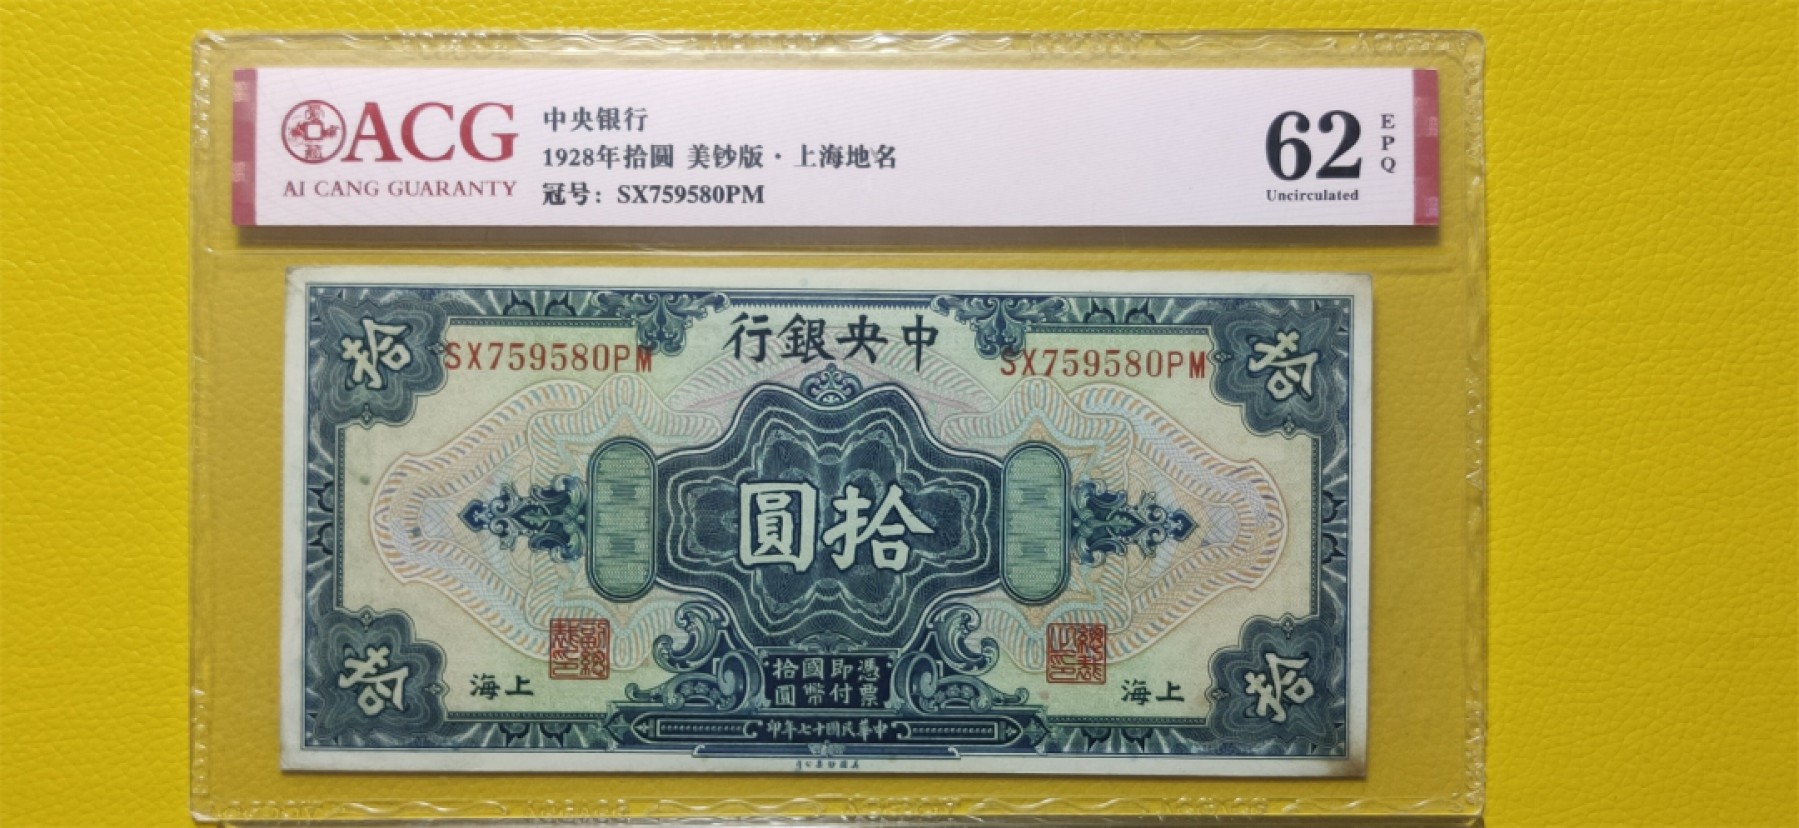 ACG
AI CANG GUARANTY
中央银行
1928年拾圓 美钞版·上海地名
冠号: SX759580PM
62
EPQ
Uncirculated
拾
行銀央中
拾
SX759580PM
SX759580PM
圓拾
憑票
即付
國幣
拾圓
上海
上海
拾
拾
印年七十國民華中